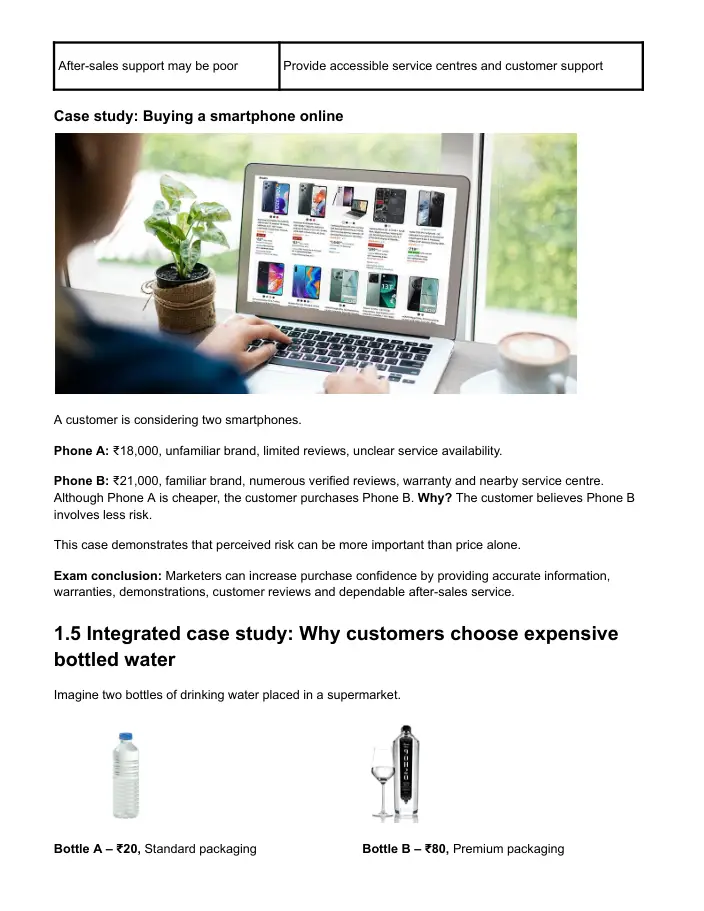 After-sales support may be poor
Provide accessible service centres and customer support
Case study: Buying a smartphone online
A customer is considering two smartphones.
Phone A: ₹18,000, unfamiliar brand, limited reviews, unclear service availability.
Phone B: ₹21,000, familiar brand, numerous verified reviews, warranty and nearby service centre.
Although Phone A is cheaper, the customer purchases Phone B. Why? The customer believes Phone B
involves less risk.
This case demonstrates that perceived risk can be more important than price alone.
Exam conclusion: Marketers can increase purchase confidence by providing accurate information,
warranties, demonstrations, customer reviews and dependable after-sales service.
1.5 Integrated case study: Why customers choose expensive
bottled water
Imagine two bottles of drinking water placed in a supermarket.
Bottle A – ₹20, Standard packaging
Bottle B – ₹80, Premium packaging